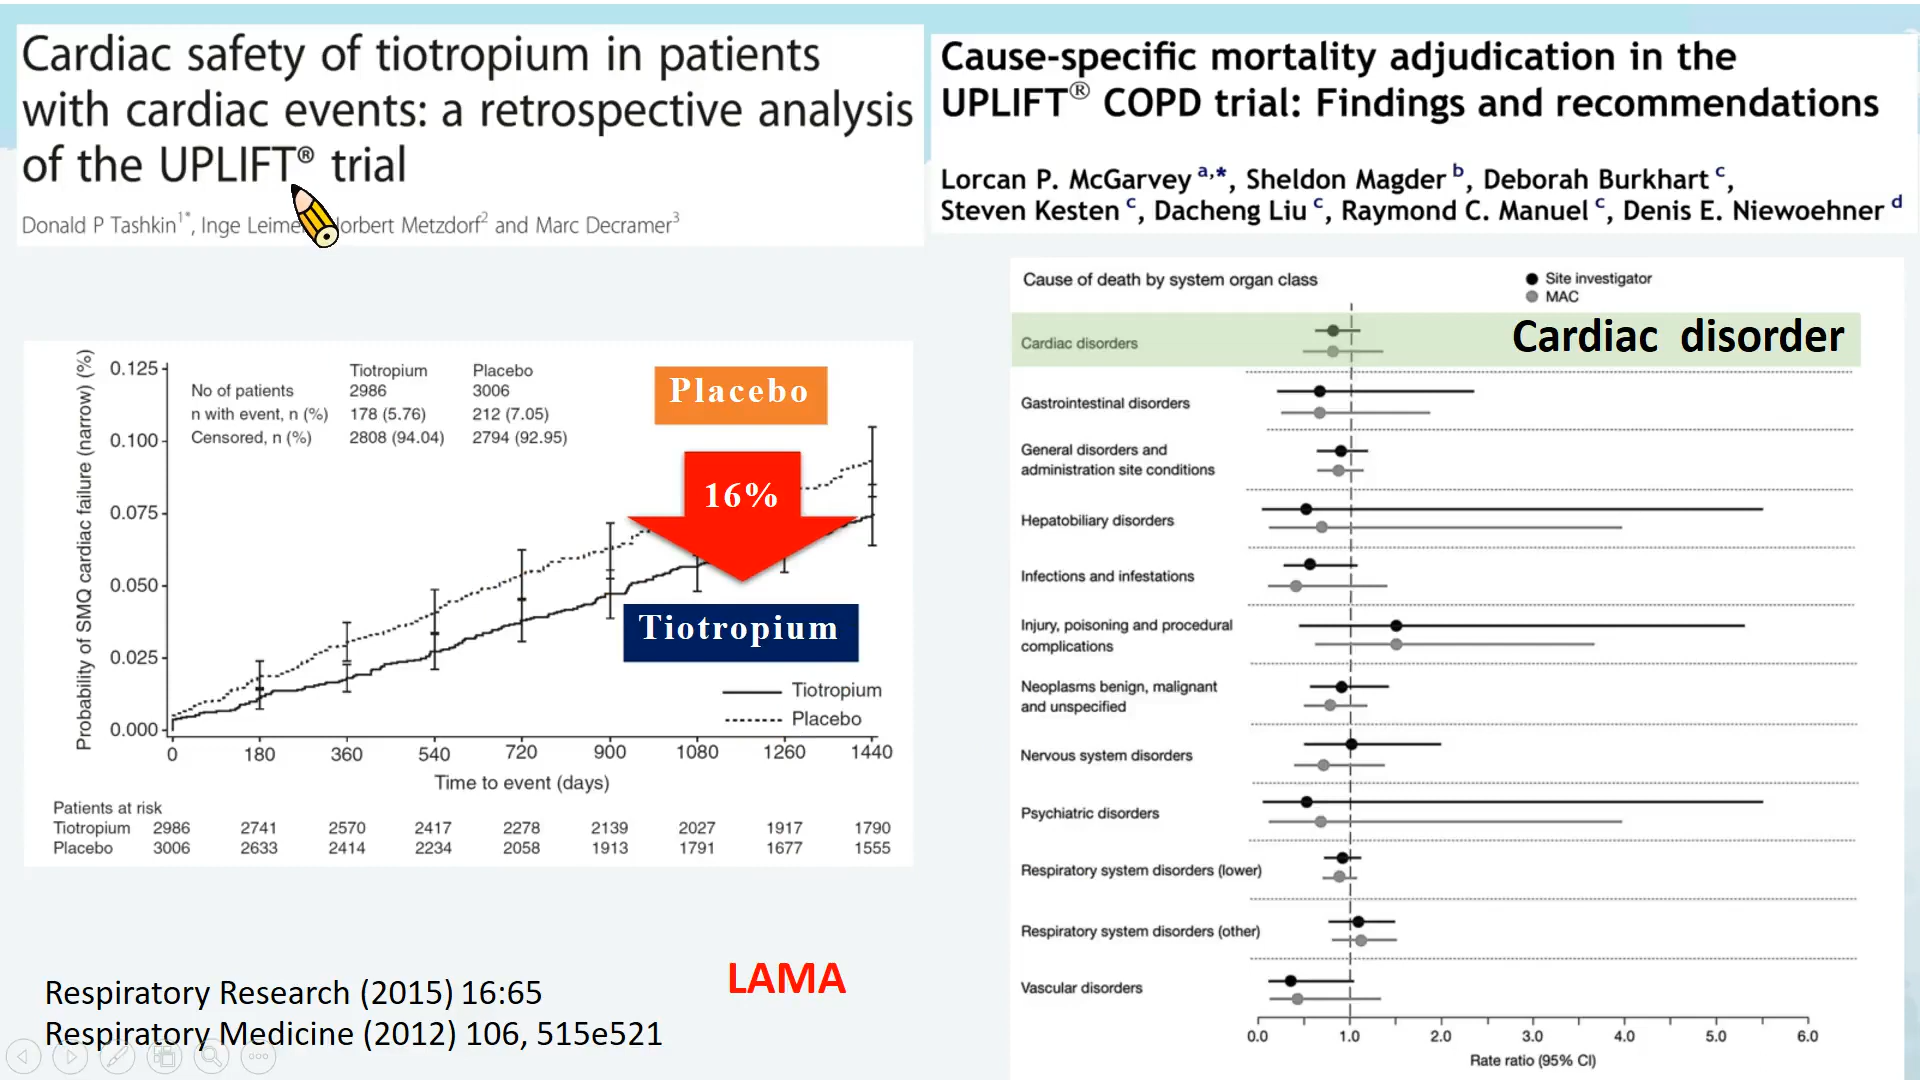 Cardiac safety of tiotropium in patients
with cardiac events: a retrospective analysis
of the UPLIFT® trial
Donald P Tashkin1*, Inge Leimer Norbert Metzdorf2 and Marc Decramer3
Cause-specific mortality adjudication in the
UPLIFT® COPD trial: Findings and recommendations
Lorcan P. McGarvey a,*, Sheldon Magder b, Deborah Burkhart c,
Steven Kesten c, Dacheng Liu c, Raymond C. Manuel c, Denis E. Niewoehner d
Probability of SMQ cardiac failure (narrow) (%)
0.125
0.100
0.075
0.050
0.025
0.000
Tiotropium Placebo
No of patients 2986 3006
n with event, n (%) 178 (5.76) 212 (7.05)
Censored, n (%) 2808 (94.04) 2794 (92.95)
Placebo
16%
Tiotropium
Tiotropium
Placebo
0 180 360 540 720 900 1080 1260 1440
Time to event (days)
Patients at risk
Tiotropium 2986 2741 2570 2417 2278 2139 2027 1917 1790
Placebo 3006 2633 2414 2234 2058 1913 1791 1677 1555
LAMA
Respiratory Research (2015) 16:65
Respiratory Medicine (2012) 106, 515e521
Cause of death by system organ class
Site investigator
MAC
Cardiac disorders
Cardiac disorder
Gastrointestinal disorders
General disorders and
administration site conditions
Hepatobiliary disorders
Infections and infestations
Injury, poisoning and procedural
complications
Neoplasms benign, malignant
and unspecified
Nervous system disorders
Psychiatric disorders
Respiratory system disorders (lower)
Respiratory system disorders (other)
Vascular disorders
0.0 1.0 2.0 3.0 4.0 5.0 6.0
Rate ratio (95% CI)